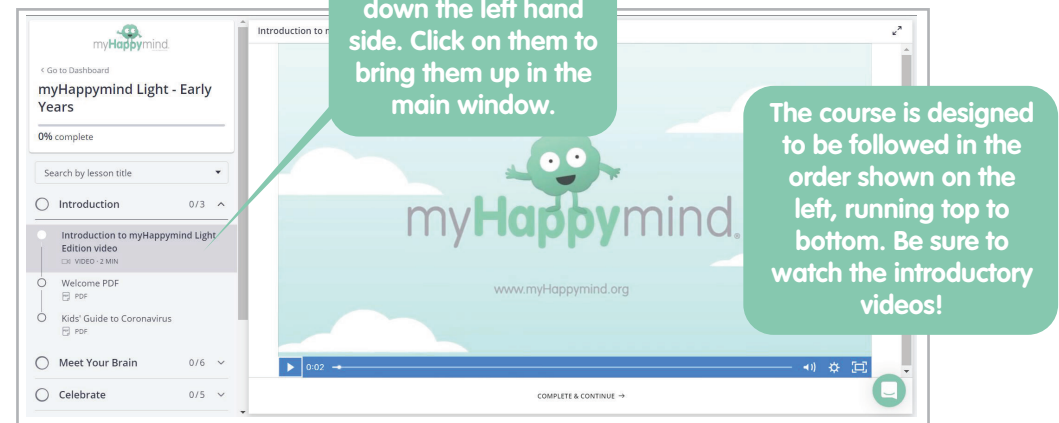 down the left hand
side. Click on them to
bring them up in the
main window.
myHappymind.
< Go to Dashboard
myHappymind Light - Early
Years
0% complete
Search by lesson title
Introduction 0/3
Introduction to myHappymind Light
Edition video
VIDEO - 2 MIN
Welcome PDF
PDF
Kids' Guide to Coronavirus
PDF
Meet Your Brain 0/6
Celebrate 0/5
Introduction to
myHappymind.
www.myHappymind.org
0:02
COMPLETE & CONTINUE →
The course is designed
to be followed in the
order shown on the
left, running top to
bottom. Be sure to
watch the introductory
videos!